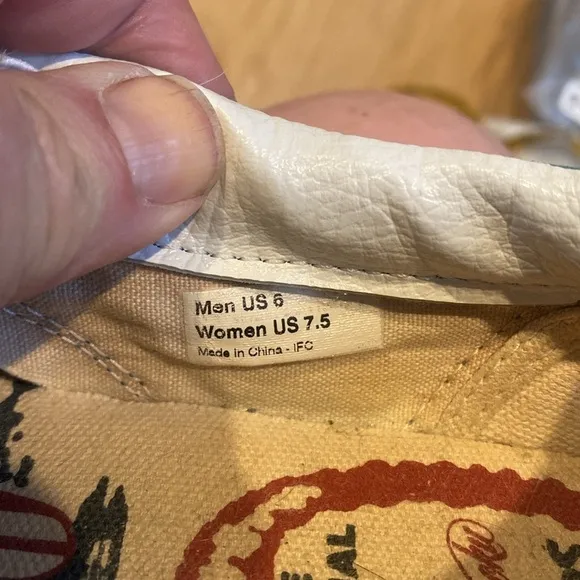 Men US 6
Women US 7.5
Made in China - IFC